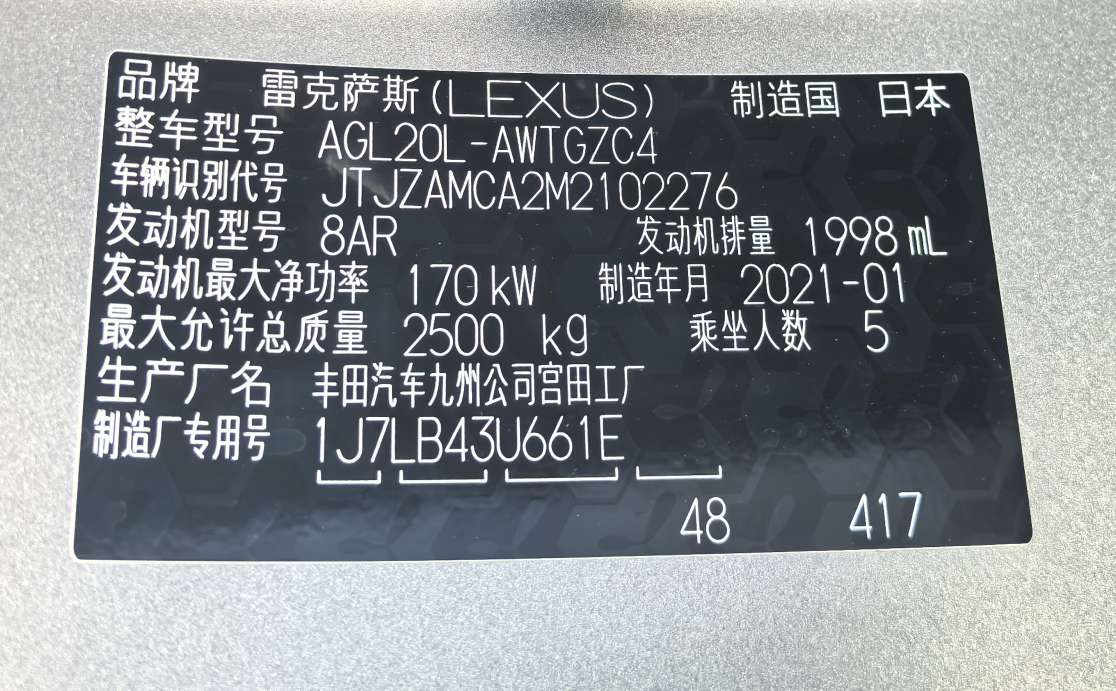 品牌 雷克萨斯(LEXUS) 制造国 日本
整车型号 AGL20L-AWTGZC4
车辆识别代号 JTJZAMCA2M2102276
发动机型号 8AR 发动机排量 1998 mL
发动机最大净功率 170 kW 制造年月 2021-01
最大允许总质量 2500 kg 乘坐人数 5
生产厂名 丰田汽车九州公司宫田工厂
制造厂专用号 1J7LB43U661E
48 417